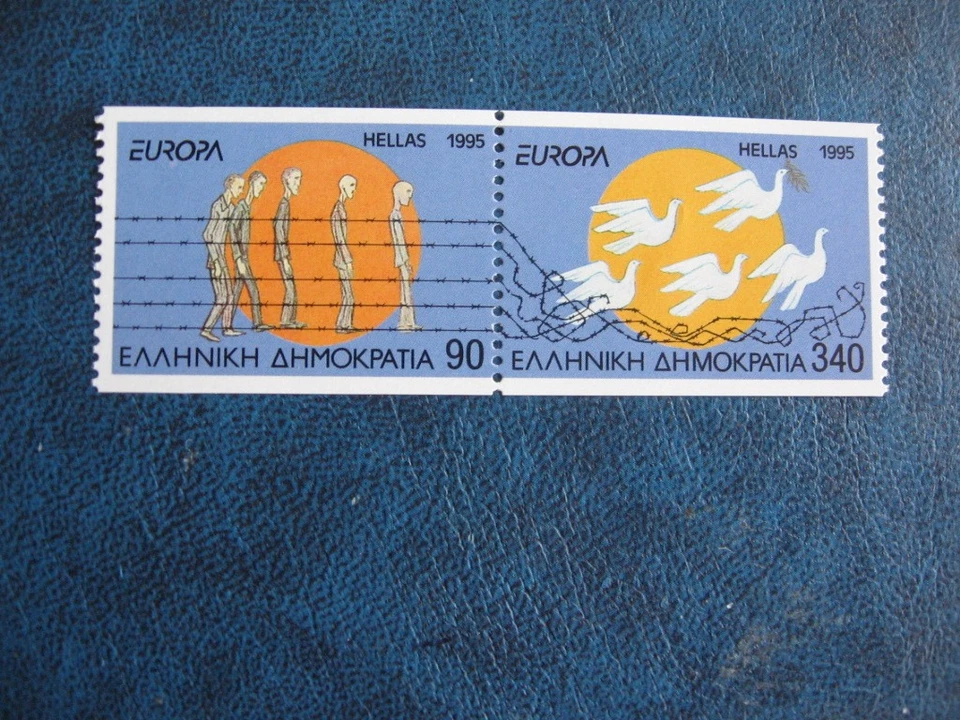 EUROPA HELLAS 1995
ΕΛΛΗΝΙΚΗ ΔΗΜΟΚΡΑΤΙΑ 90
EUROPA HELLAS 1995
ΕΛΛΗΝΙΚΗ ΔΗΜΟΚΡΑΤΙΑ 340